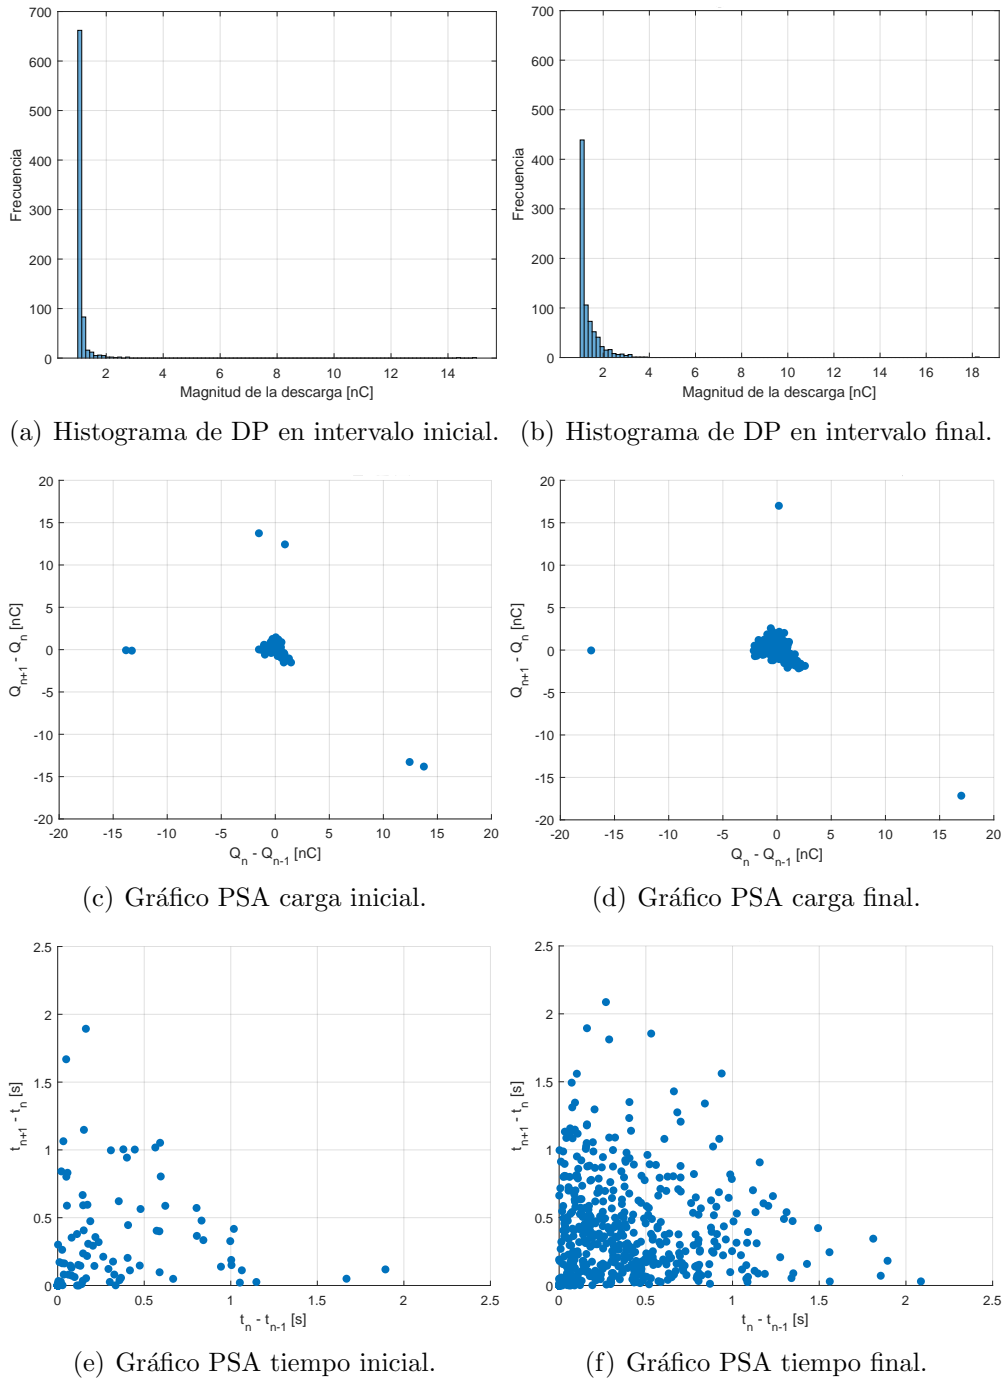 700
600
500
400
300
200
100
0
Frecuencia
2 4 6 8 10 12 14
Magnitud de la descarga [nC]
700
600
500
400
300
200
100
0
Frecuencia
2 4 6 8 10 12 14 16 18
Magnitud de la descarga [nC]
(a) Histograma de DP en intervalo inicial.
(b) Histograma de DP en intervalo final.
20
15
10
5
0
-5
-10
-15
-20
Qn+1 - Qn [nC]
-20 -15 -10 -5 0 5 10 15 20
Qn - Qn-1 [nC]
20
15
10
5
0
-5
-10
-15
-20
Qn+1 - Qn [nC]
-20 -15 -10 -5 0 5 10 15 20
Qn - Qn-1 [nC]
(c) Gráfico PSA carga inicial.
(d) Gráfico PSA carga final.
2.5
2
1.5
1
0.5
0
tn+1 - tn [s]
0 0.5 1 1.5 2 2.5
tn - tn-1 [s]
2.5
2
1.5
1
0.5
0
tn+1 - tn [s]
0 0.5 1 1.5 2 2.5
tn - tn-1 [s]
(e) Gráfico PSA tiempo inicial.
(f) Gráfico PSA tiempo final.